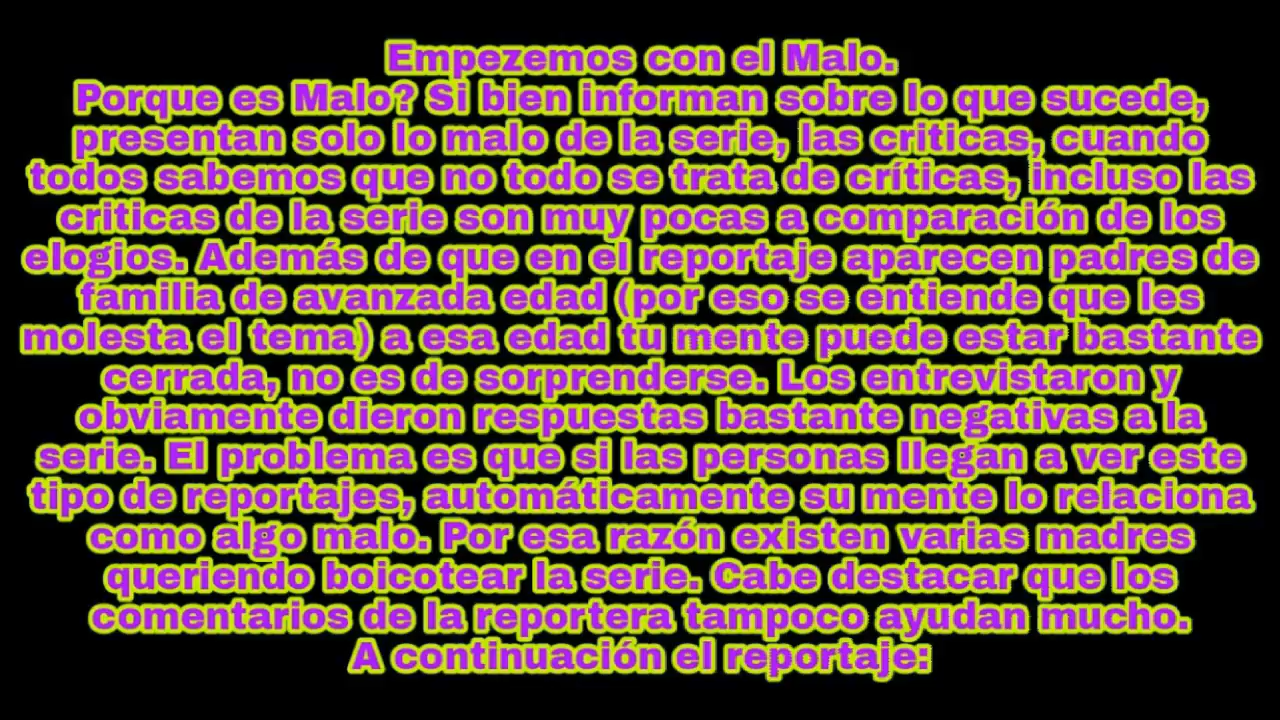 Empezemos con el Malo.
Porque es Malo? Si bien informan sobre lo que sucede,
presentan solo lo malo de la serie, las criticas, cuando
todos sabemos que no todo se trata de críticas, incluso las
criticas de la serie son muy pocas a comparación de los
elogios. Además de que en el reportaje aparecen padres de
familia de avanzada edad (por eso se entiende que les
molesta el tema) a esa edad tu mente puede estar bastante
cerrada, no es de sorprenderse. Los entrevistaron y
obviamente dieron respuestas bastante negativas a la
serie. El problema es que si las personas llegan a ver este
tipo de reportajes, automáticamente su mente lo relaciona
como algo malo. Por esa razón existen varias madres
queriendo boicotear la serie. Cabe destacar que los
comentarios de la reportera tampoco ayudan mucho.
A continuación el reportaje: